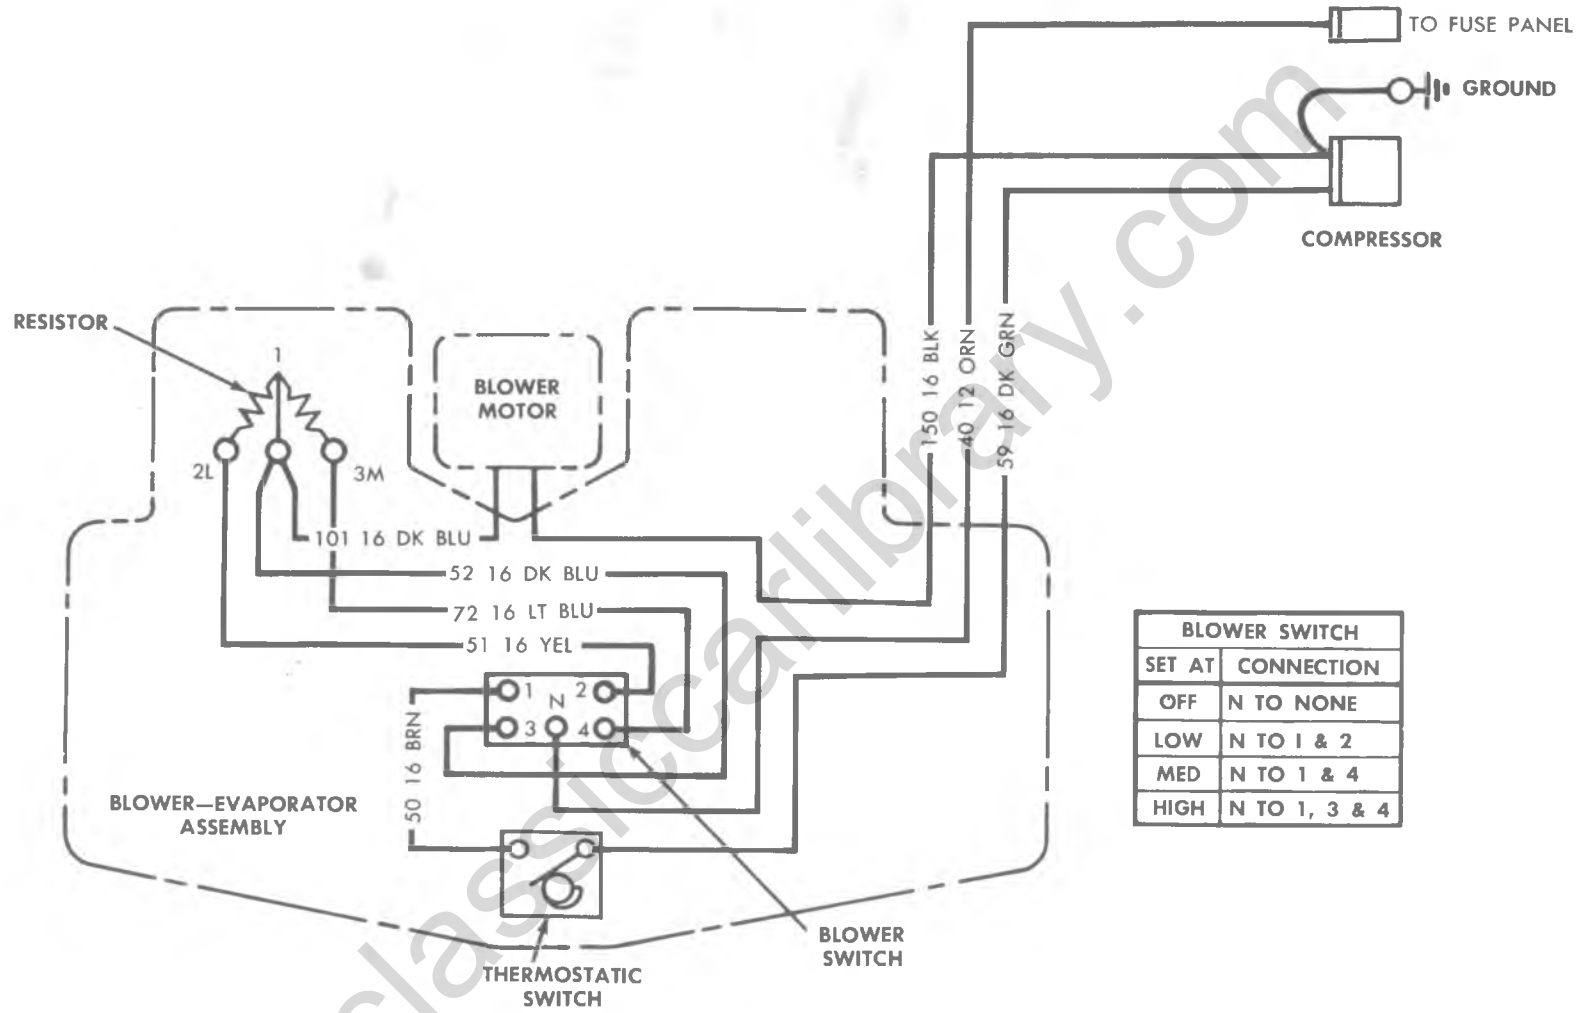 TO FUSE PANEL
GROUND
COMPRESSOR
RESISTOR
1
2L
3M
BLOWER
MOTOR
150 16 BLK
40 12 ORN
59 16 DK GRN
101 16 DK BLU
52 16 DK BLU
72 16 LT BLU
51 16 YEL
1
2
N
3
4
50 16 BRN
BLOWER—EVAPORATOR
ASSEMBLY
BLOWER SWITCH
SET AT CONNECTION
OFF N TO NONE
LOW N TO I & 2
MED N TO 1 & 4
HIGH N TO 1, 3 & 4
BLOWER
SWITCH
THERMOSTATIC
SWITCH
classiccarlibrary.com